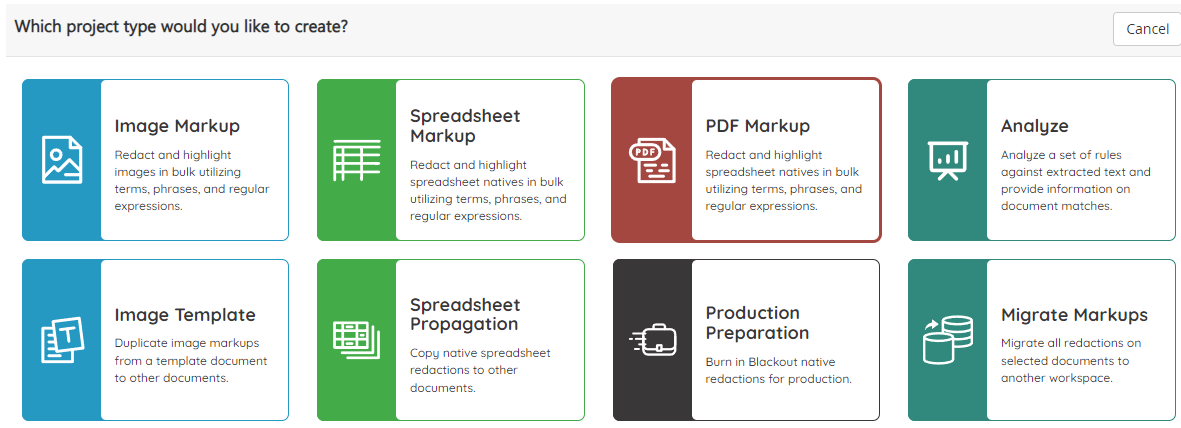 Which project type would you like to create?
Cancel
Image Markup
Redact and highlight
images in bulk utilizing
terms, phrases, and regular
expressions.
Spreadsheet
Markup
Redact and highlight
spreadsheet natives in bulk
utilizing terms, phrases, and
regular expressions.
PDF
PDF Markup
Redact and highlight
spreadsheet natives in bulk
utilizing terms, phrases, and
regular expressions.
Analyze
Analyze a set of rules
against extracted text and
provide information on
document matches.
T
Image Template
Duplicate image markups
from a template document
to other documents.
Spreadsheet
Propagation
Copy native spreadsheet
redactions to other
documents.
Production
Preparation
Burn in Blackout native
redactions for production.
Migrate Markups
Migrate all redactions on
selected documents to
another workspace.